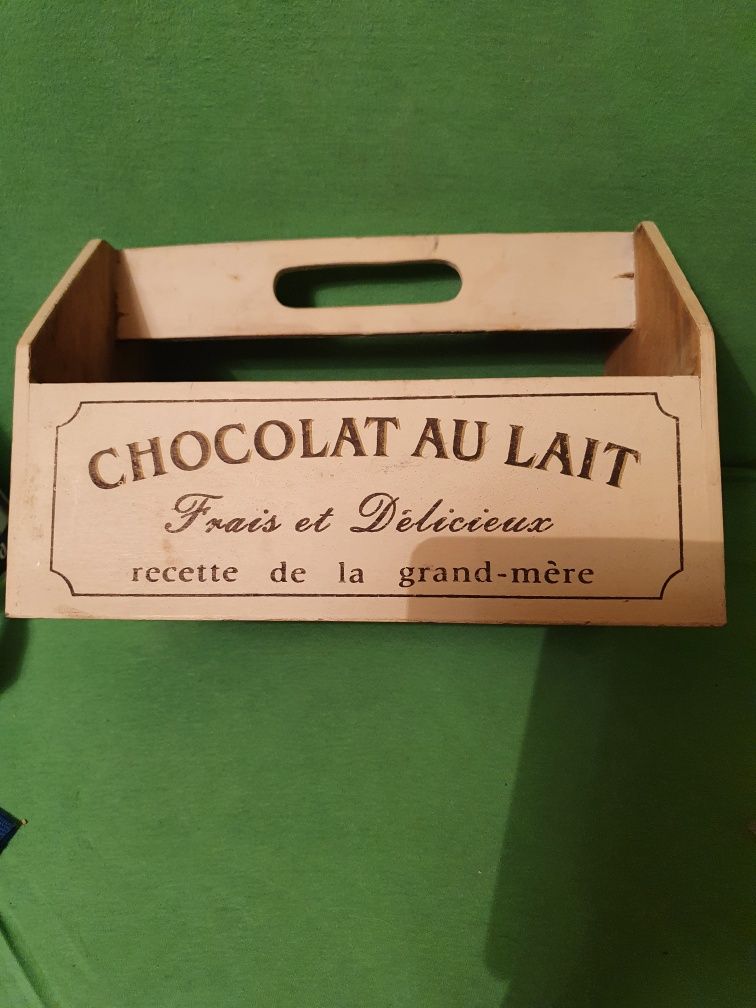 CHOCOLAT AU LAIT
Frais et Délicieux
recette de la grand-mère